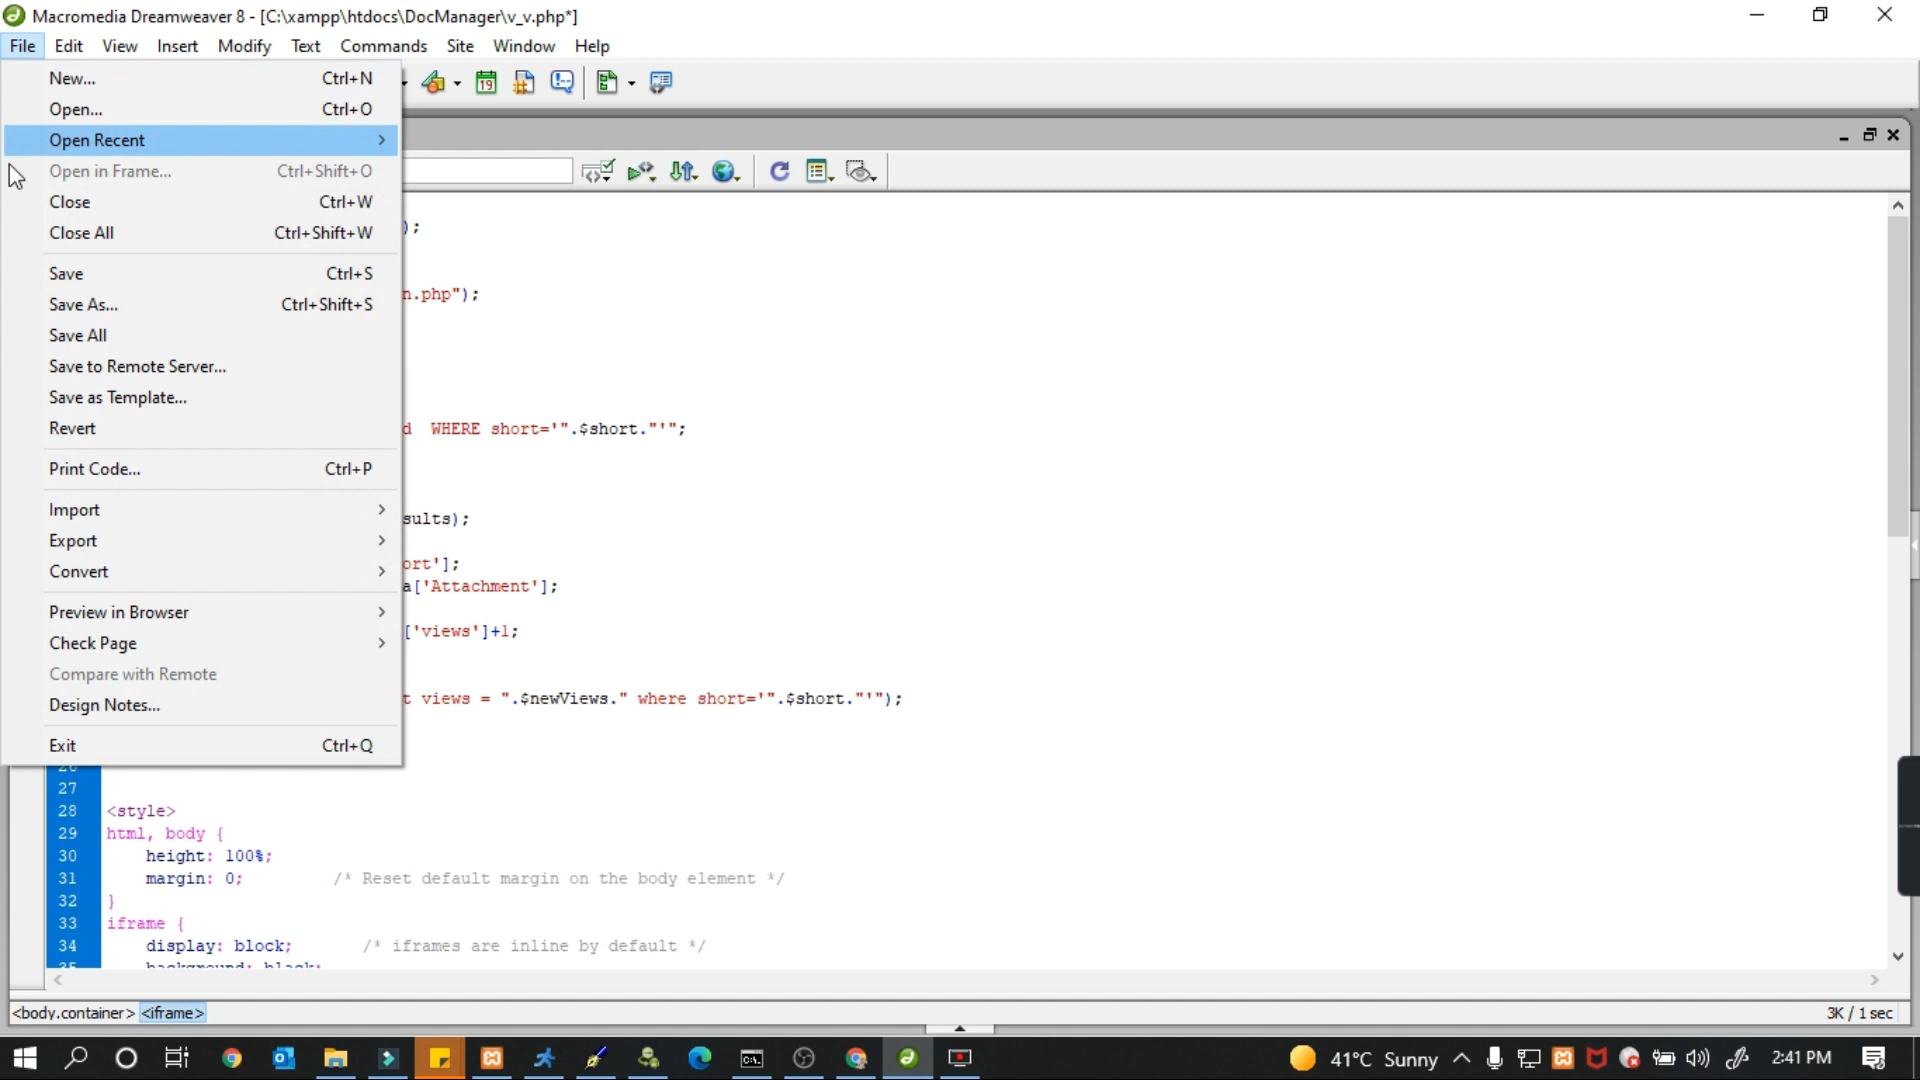 Macromedia Dreamweaver 8 - [C:\xampp\htdocs\DocManager\v_v.php*]
File Edit View Insert Modify Text Commands Site Window Help
New... Ctrl+N
Open... Ctrl+O
Open Recent
Open in Frame... Ctrl+Shift+O
Close Ctrl+W
Close All Ctrl+Shift+W
Save Ctrl+S
Save As... Ctrl+Shift+S
Save All
Save to Remote Server...
Save as Template...
Revert
Print Code... Ctrl+P
Import
Export
Convert
Preview in Browser
Check Page
Compare with Remote
Design Notes...
Exit Ctrl+Q
19
);
n.php");
d  WHERE short='".$short."'";
sults);
ort'];
a['Attachment'];
['views']+1;
t views = ".$newViews." where short='".$short."'");
26
27
28 <style>
29 html, body {
30 height: 100%;
31 margin: 0; /* Reset default margin on the body element */
32 }
33 iframe {
34 display: block; /* iframes are inline by default */
35 background: black;
<body.container> <iframe> 3K / 1 sec
41°C Sunny 2:41 PM